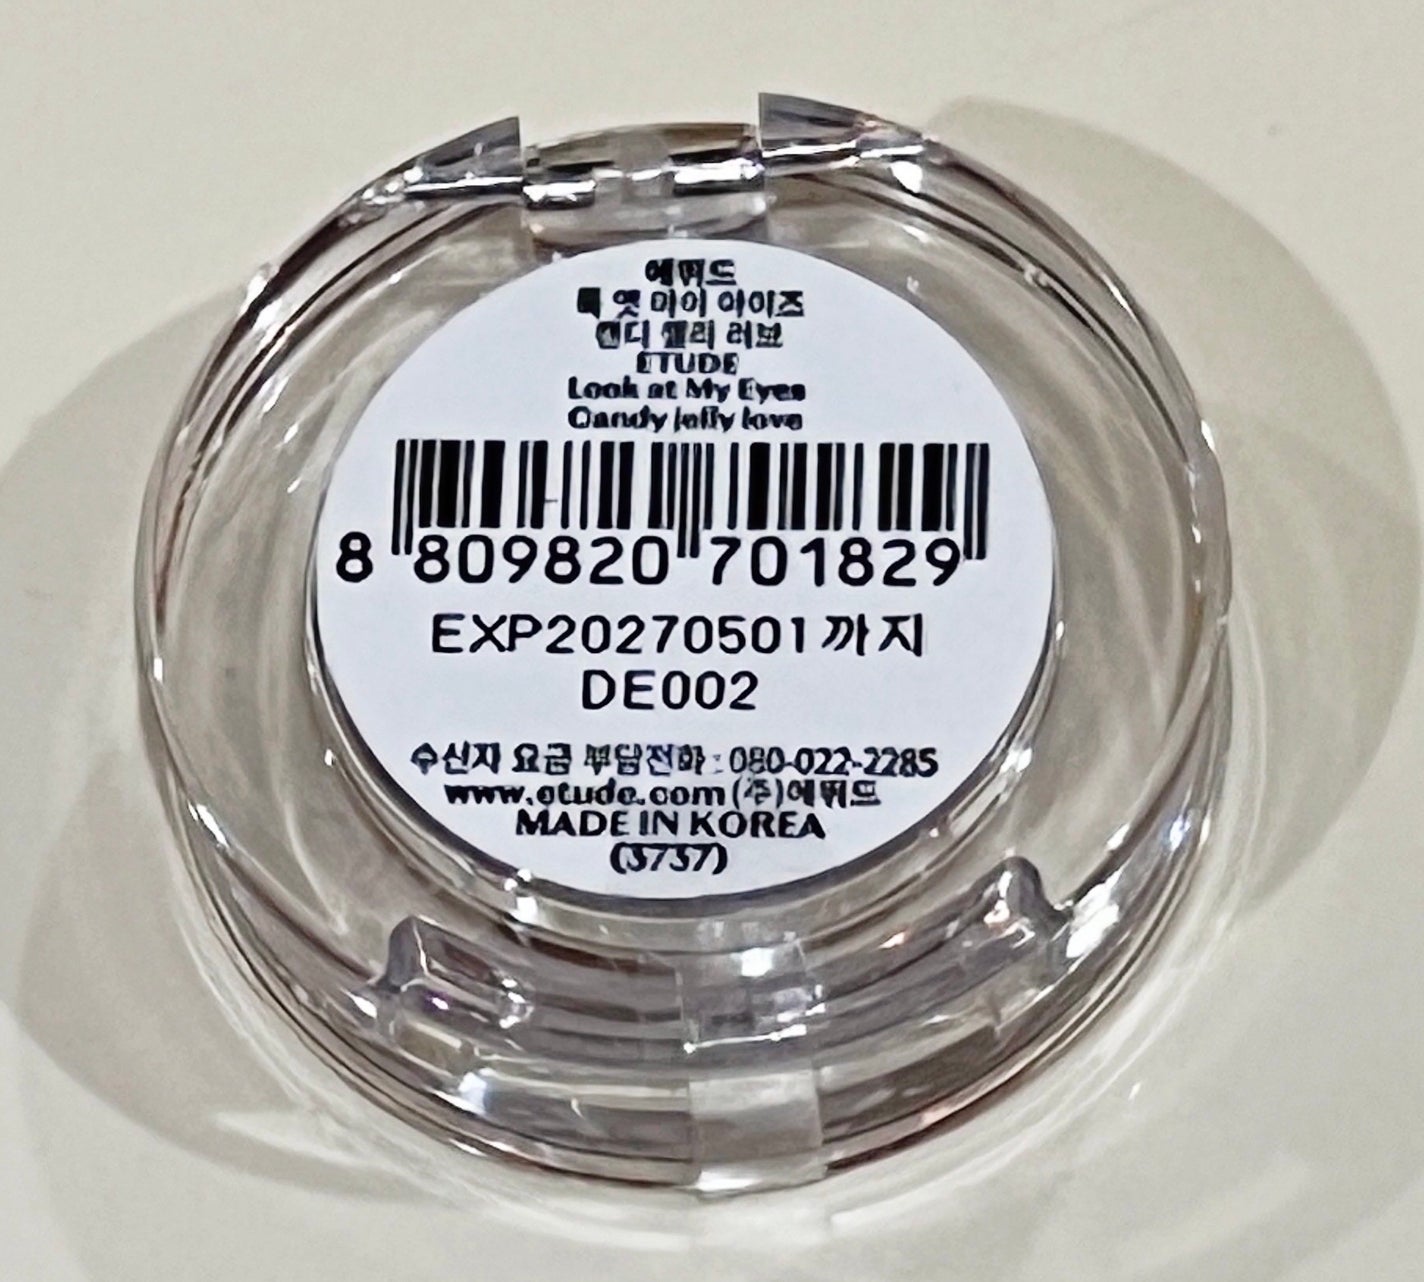 에뛰드
룩 앳 마이 아이즈
캔디 젤리 러브
ETUDE
Look at My Eyes
Candy jelly love
8 809820 701829
EXP20270501까지
DE002
수신자 요금 부담전화 : 080-022-2285
www.etude.com (주)에뛰드
MADE IN KOREA
(3737)